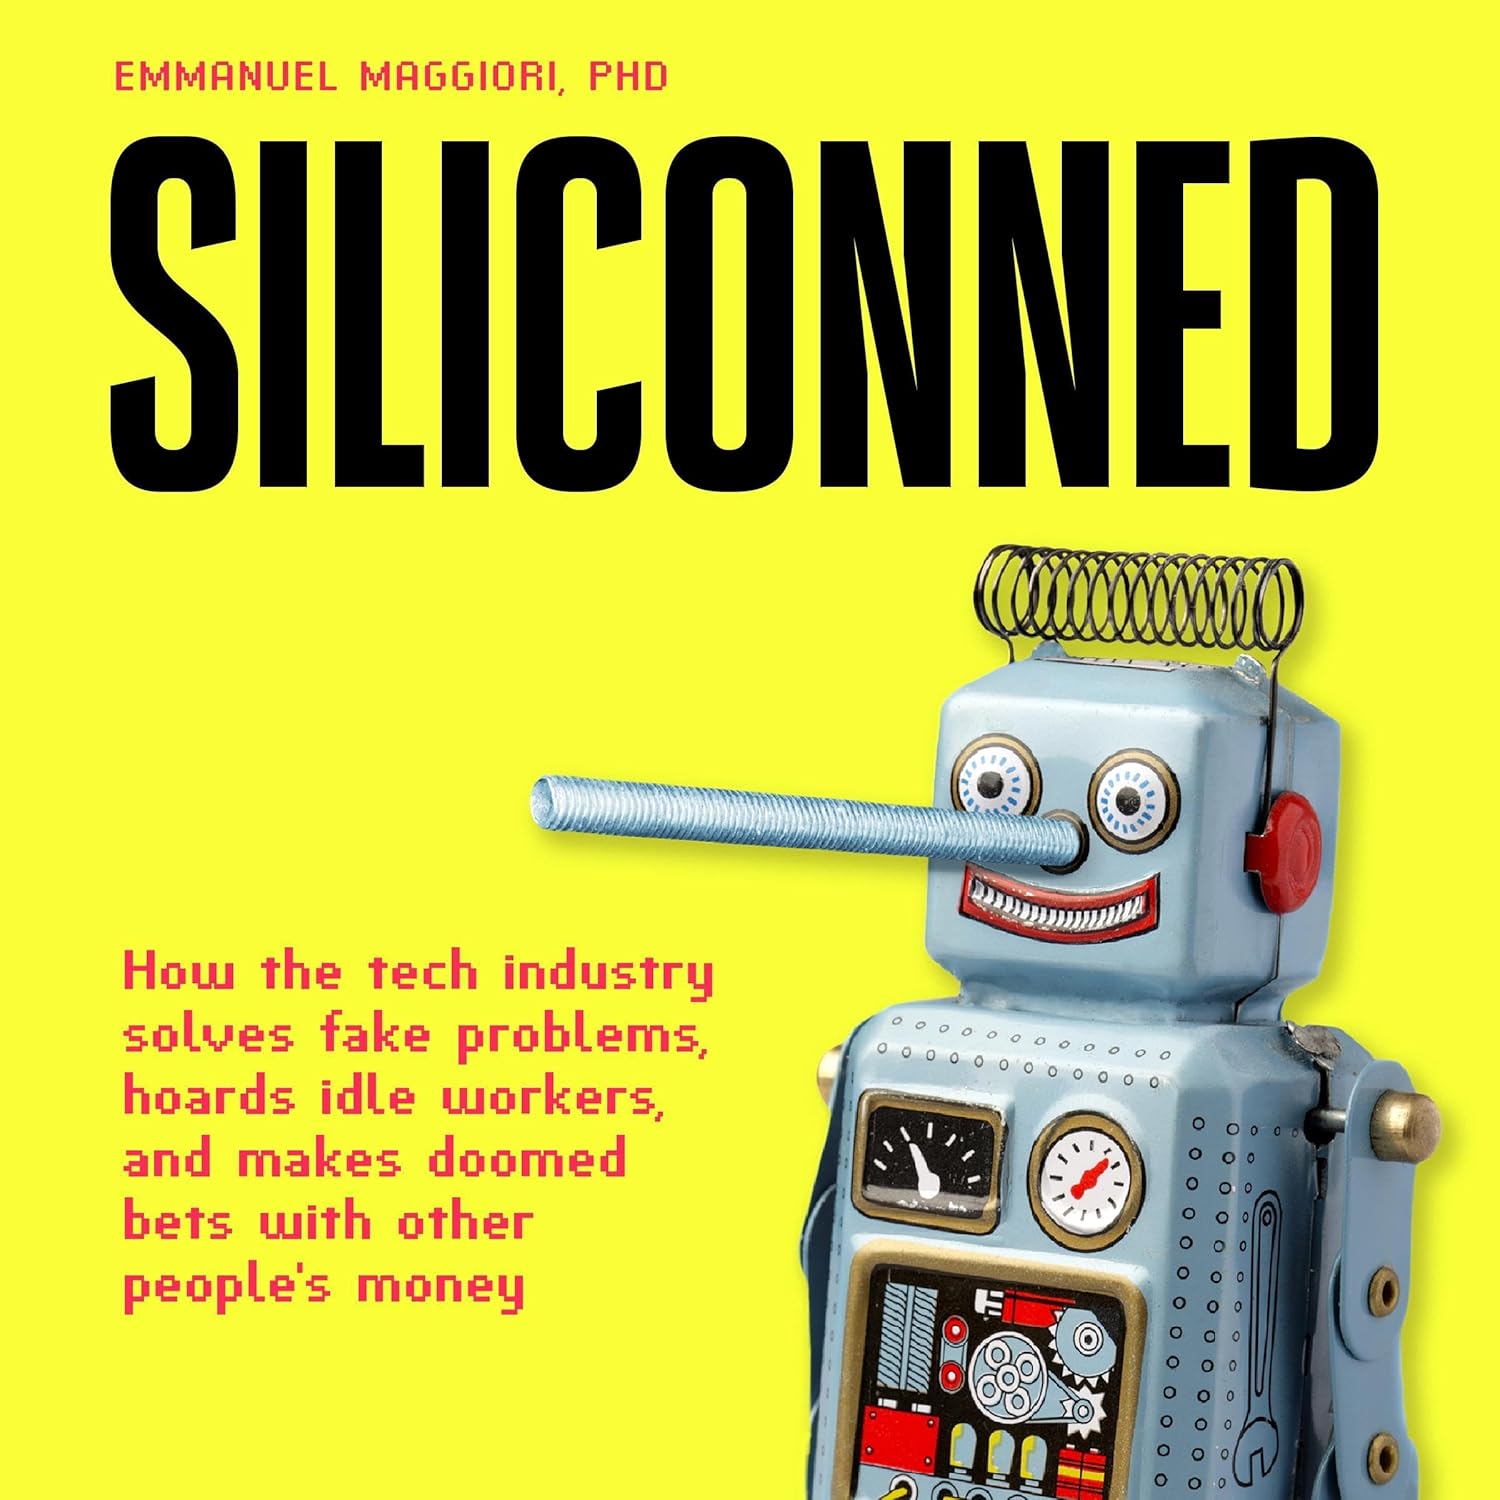 EMMANUEL MAGGIORI, PHD
SILICONNED
How the tech industry
solves fake problems,
hoards idle workers,
and makes doomed
bets with other
people's money